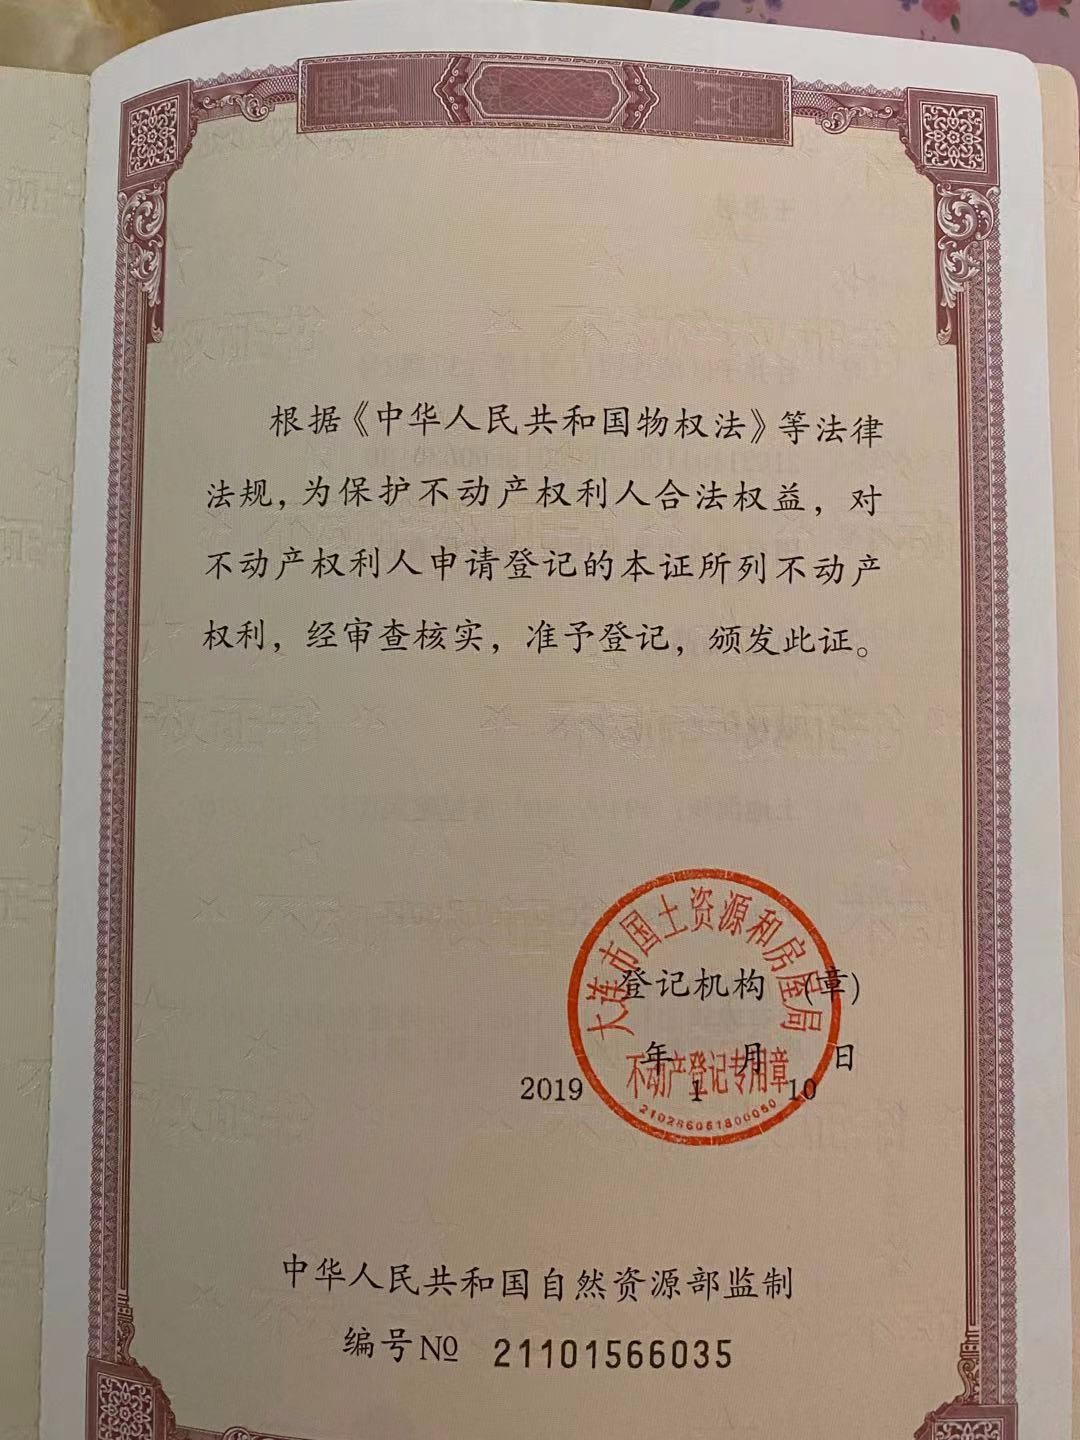 根据《中华人民共和国物权法》等法律
法规，为保护不动产权利人合法权益，对
不动产权利人申请登记的本证所列不动产
权利，经审查核实，准予登记，颁发此证。
大连市国土资源和房屋局
登记机构 (章)
年 月 日
不动产登记专用章
2019 1 10
中华人民共和国自然资源部监制
编号№ 21101566035